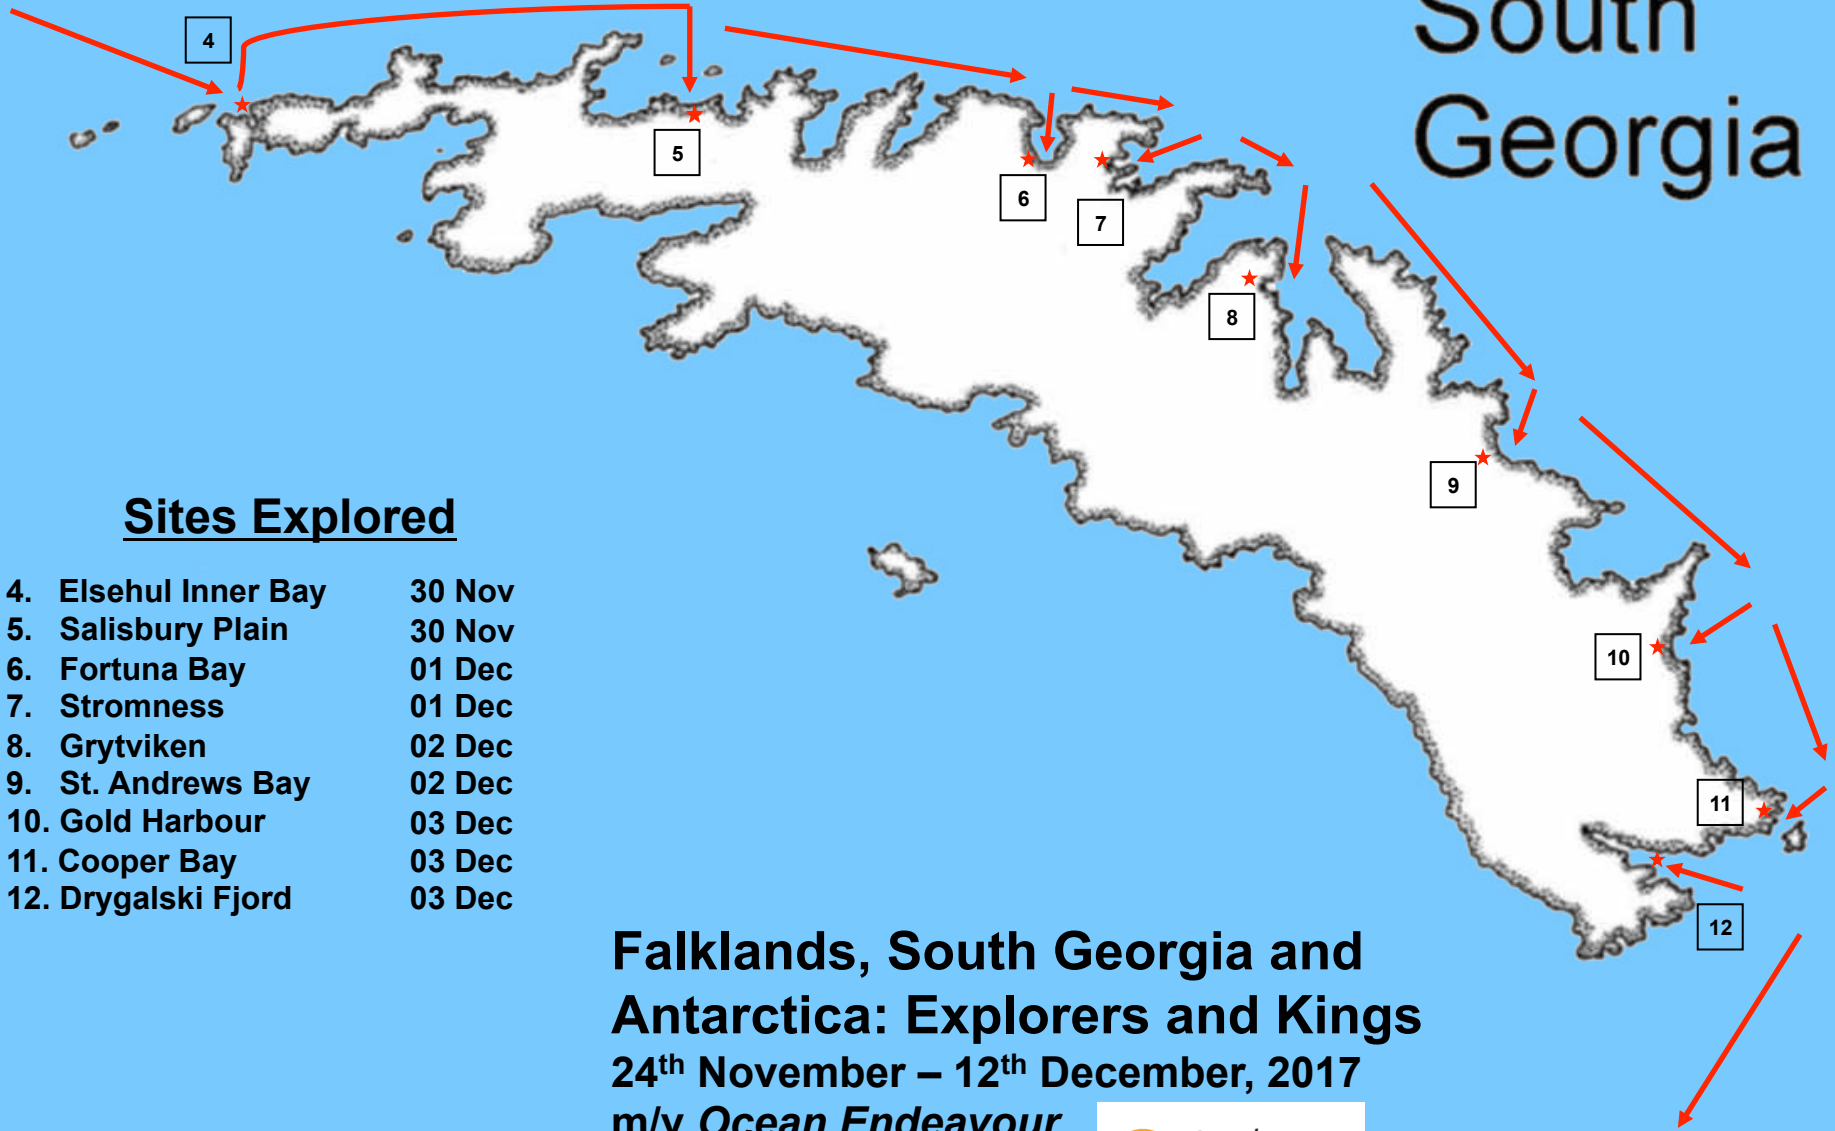 South
Georgia
4
5
6
7
8
9
10
11
12
Sites Explored
4. Elsehul Inner Bay 30 Nov
5. Salisbury Plain 30 Nov
6. Fortuna Bay 01 Dec
7. Stromness 01 Dec
8. Grytviken 02 Dec
9. St. Andrews Bay 02 Dec
10. Gold Harbour 03 Dec
11. Cooper Bay 03 Dec
12. Drygalski Fjord 03 Dec
Falklands, South Georgia and
Antarctica: Explorers and Kings
24th November – 12th December, 2017
m/v Ocean Endeavour